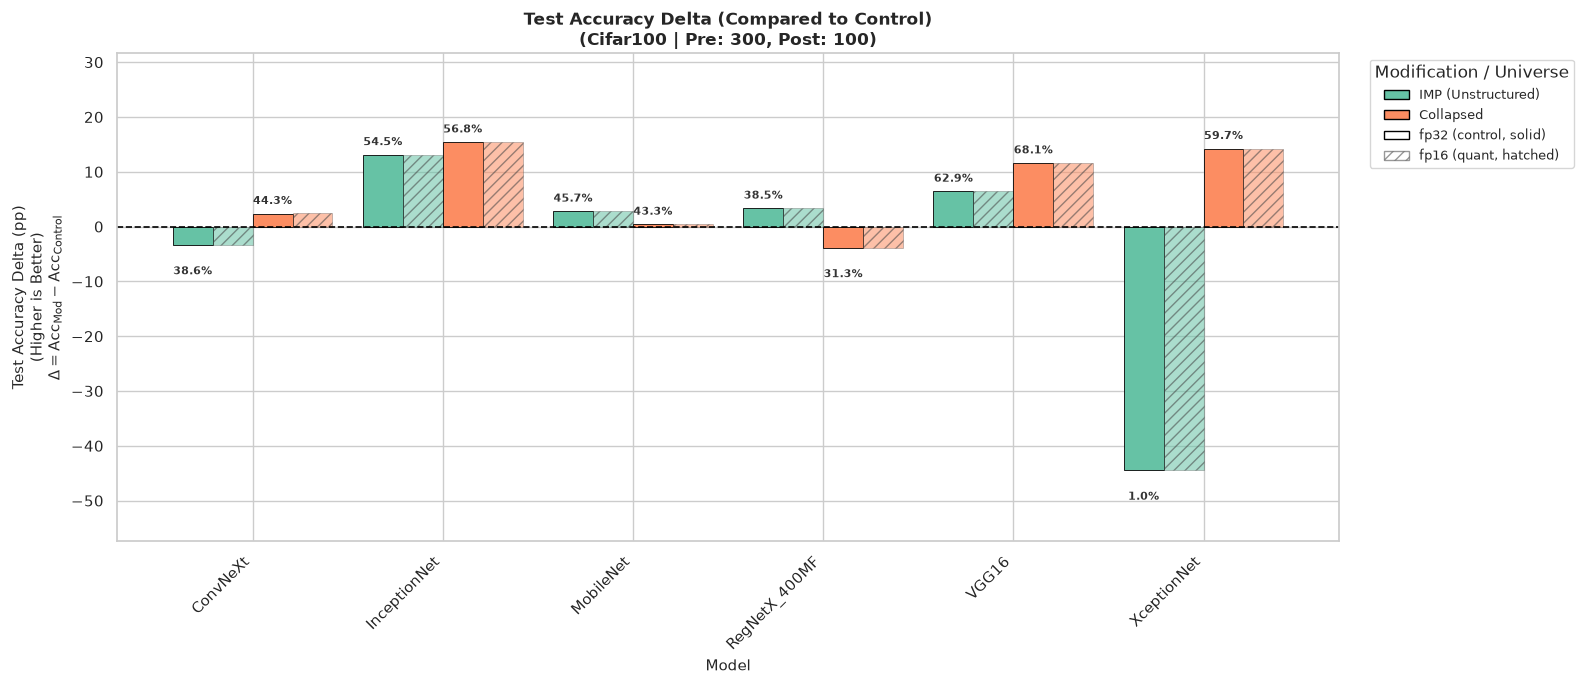 Test Accuracy Delta (Compared to Control)
(Cifar100 | Pre: 300, Post: 100)
Test Accuracy Delta (pp)
(Higher is Better)
Δ = Acc_Mod − Acc_Control
30
20
10
0
−10
−20
−30
−40
−50
38.6%
44.3%
54.5%
56.8%
45.7%
43.3%
38.5%
31.3%
62.9%
68.1%
1.0%
59.7%
ConvNeXt
InceptionNet
MobileNet
RegNetX_400MF
VGG16
XceptionNet
Model
Modification / Universe
IMP (Unstructured)
Collapsed
fp32 (control, solid)
fp16 (quant, hatched)